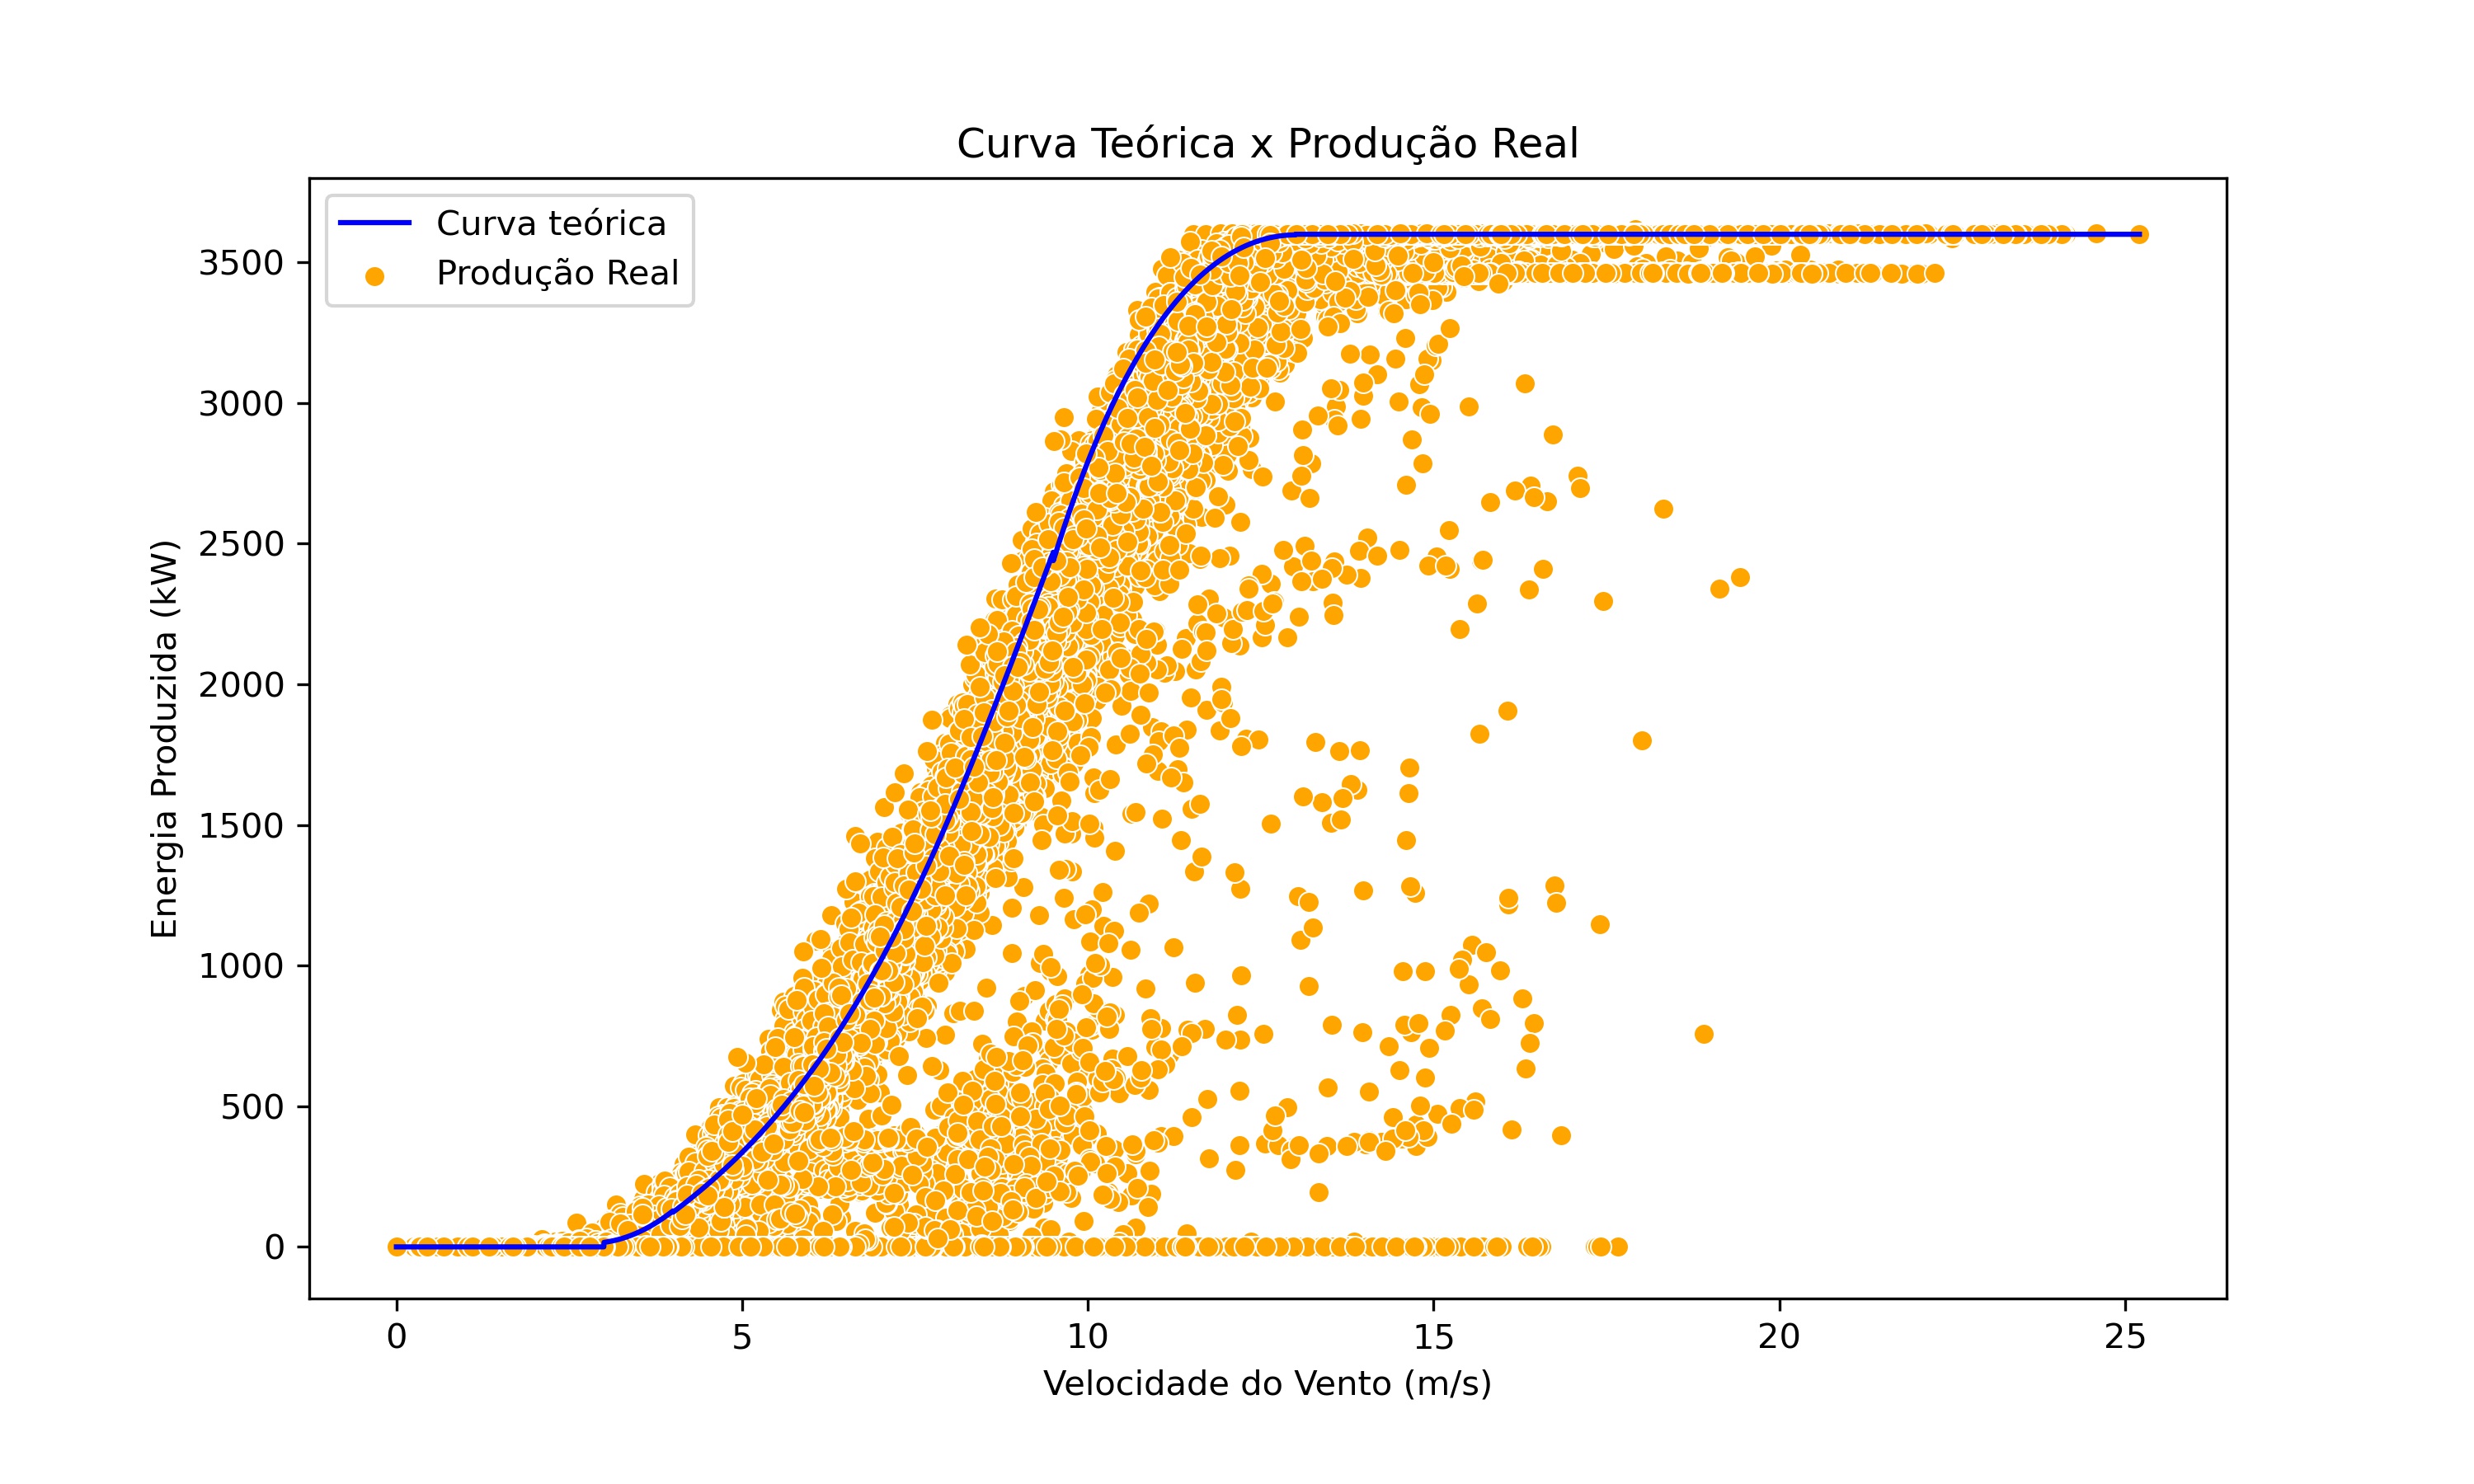 Curva Teórica x Produção Real
Curva teórica
Produção Real
Energia Produzida (kW)
3500
3000
2500
2000
1500
1000
500
0
0 5 10 15 20 25
Velocidade do Vento (m/s)